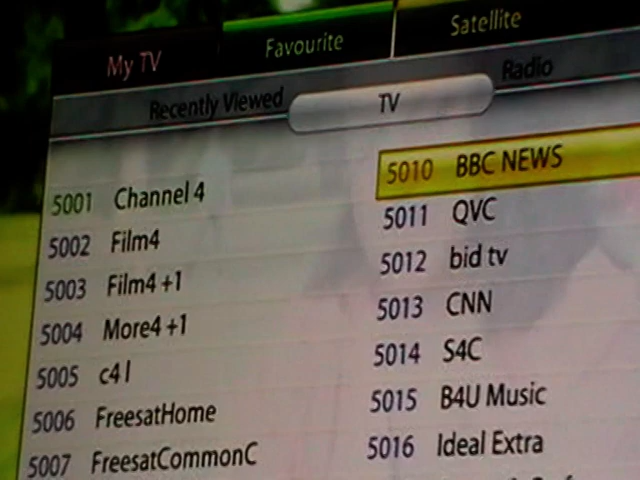 My TV
Favourite
Satellite
Recently Viewed
TV
Radio
5001 Channel 4
5002 Film4
5003 Film4 +1
5004 More4 +1
5005 c4 l
5006 FreesatHome
5007 FreesatCommonC
5010 BBC NEWS
5011 QVC
5012 bid tv
5013 CNN
5014 S4C
5015 B4U Music
5016 Ideal Extra